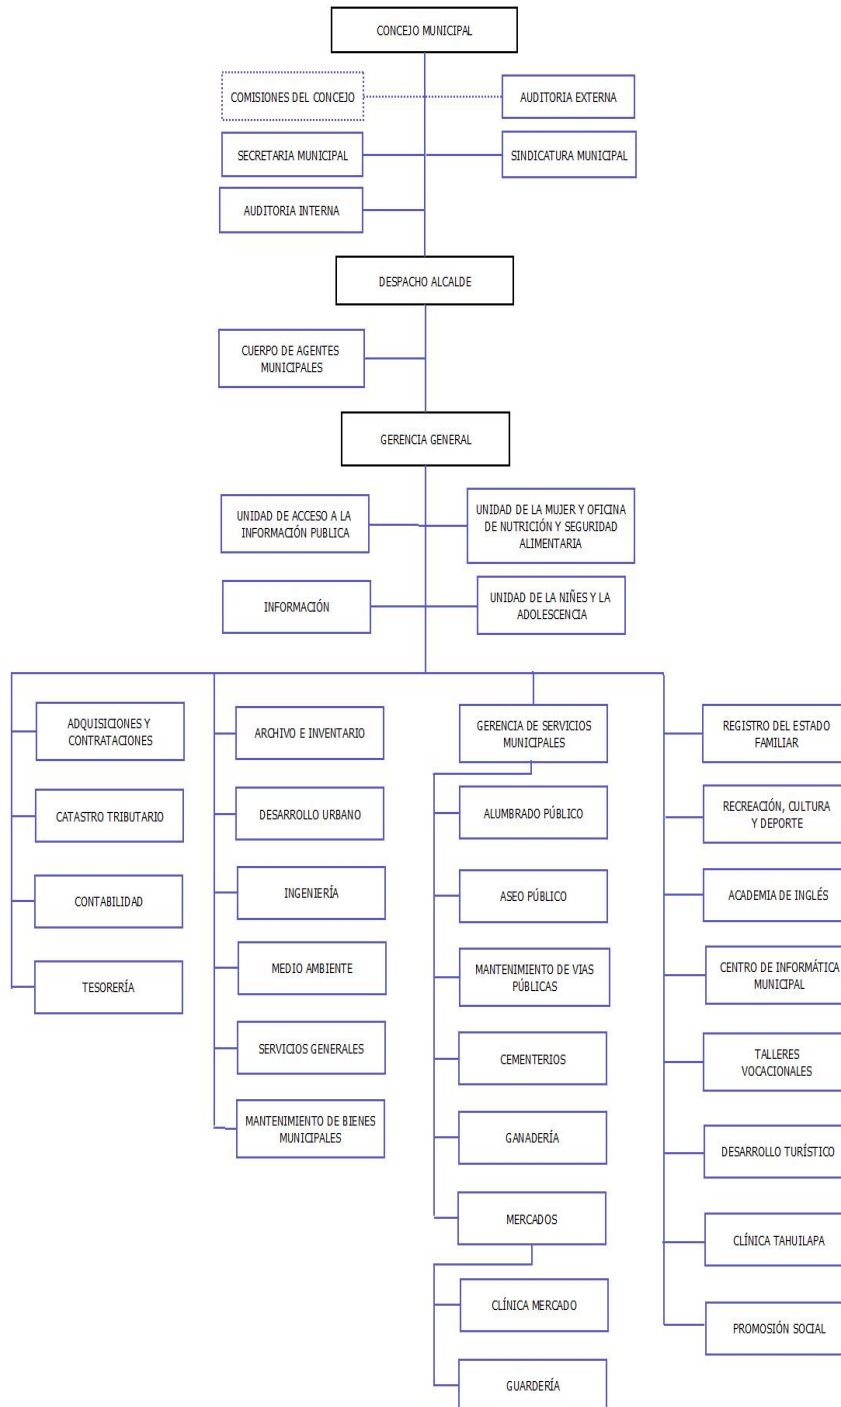 CONCEJO MUNICIPAL
COMISIONES DEL CONCEJO
AUDITORIA EXTERNA
SECRETARIA MUNICIPAL
SINDICATURA MUNICIPAL
AUDITORIA INTERNA
DESPACHO ALCALDE
CUERPO DE AGENTES
MUNICIPALES
GERENCIA GENERAL
UNIDAD DE ACCESO A LA
INFORMACIÓN PUBLICA
UNIDAD DE LA MUJER Y OFICINA
DE NUTRICIÓN Y SEGURIDAD
ALIMENTARIA
INFORMACIÓN
UNIDAD DE LA NIÑES Y LA
ADOLESCENCIA
ADQUISICIONES Y
CONTRATACIONES
CATASTRO TRIBUTARIO
CONTABILIDAD
TESORERÍA
ARCHIVO E INVENTARIO
DESARROLLO URBANO
INGENIERÍA
MEDIO AMBIENTE
SERVICIOS GENERALES
MANTENIMIENTO DE BIENES
MUNICIPALES
GERENCIA DE SERVICIOS
MUNICIPALES
ALUMBRADO PÚBLICO
ASEO PÚBLICO
MANTENIMIENTO DE VIAS
PÚBLICAS
CEMENTERIOS
GANADERÍA
MERCADOS
CLÍNICA MERCADO
GUARDERÍA
REGISTRO DEL ESTADO
FAMILIAR
RECREACIÓN, CULTURA
Y DEPORTE
ACADEMIA DE INGLÉS
CENTRO DE INFORMÁTICA
MUNICIPAL
TALLERES
VOCACIONALES
DESARROLLO TURÍSTICO
CLÍNICA TAHUILAPA
PROMOSIÓN SOCIAL